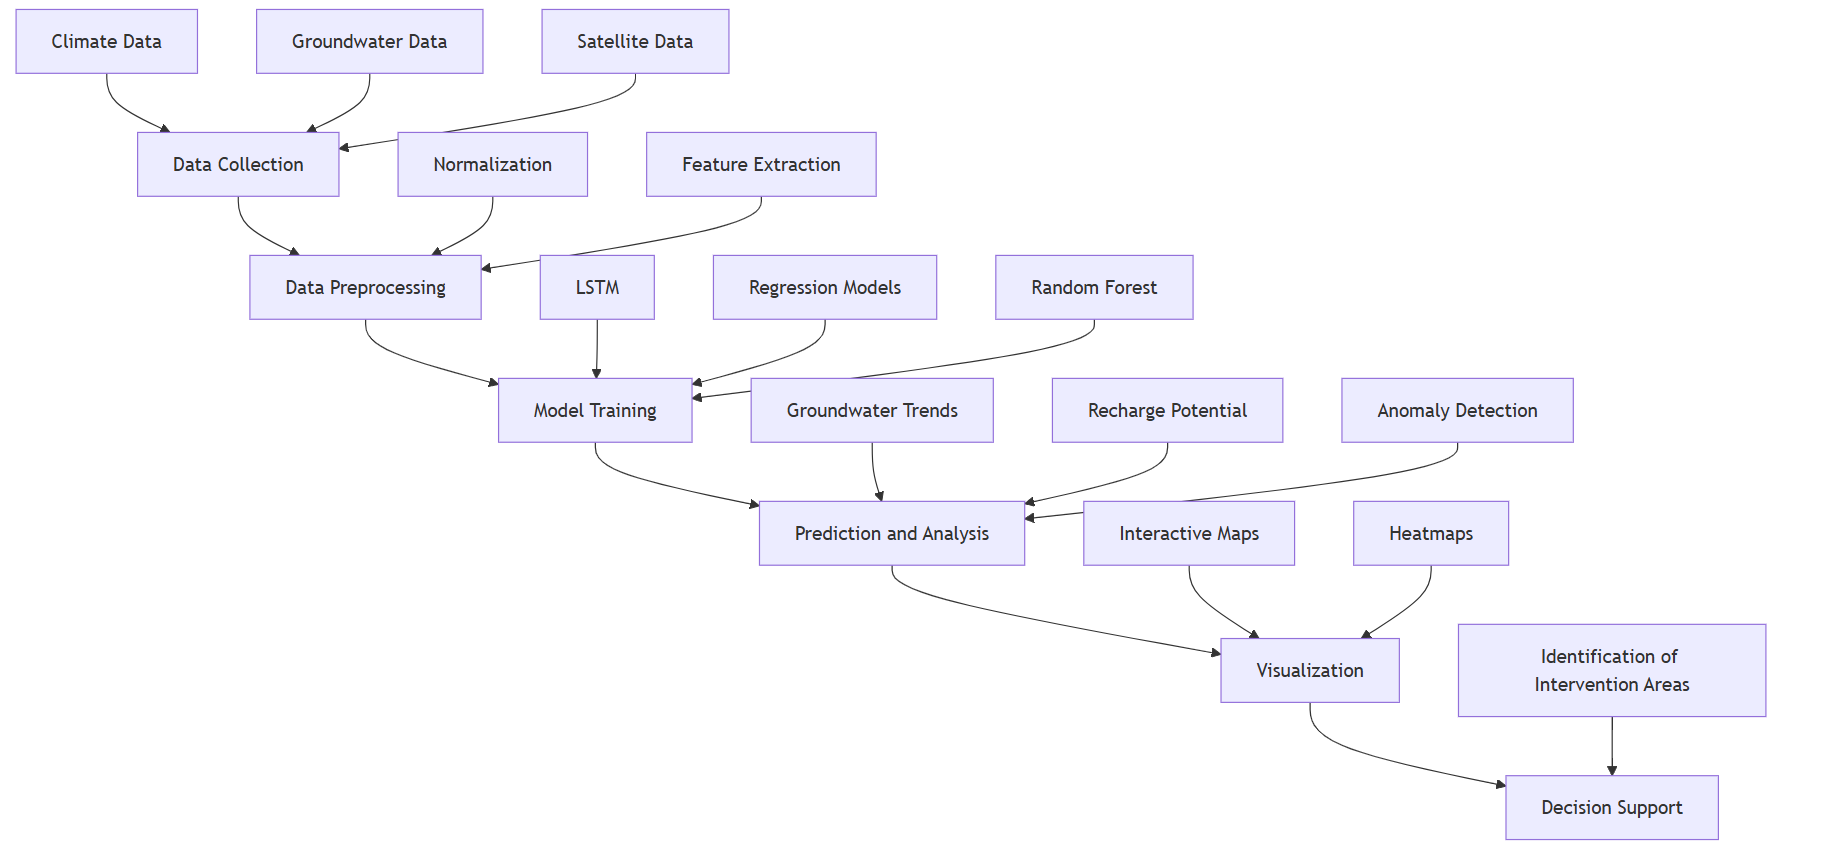 Climate Data
Groundwater Data
Satellite Data
Data Collection
Normalization
Feature Extraction
Data Preprocessing
LSTM
Regression Models
Random Forest
Model Training
Groundwater Trends
Recharge Potential
Anomaly Detection
Prediction and Analysis
Interactive Maps
Heatmaps
Visualization
Identification of
Intervention Areas
Decision Support